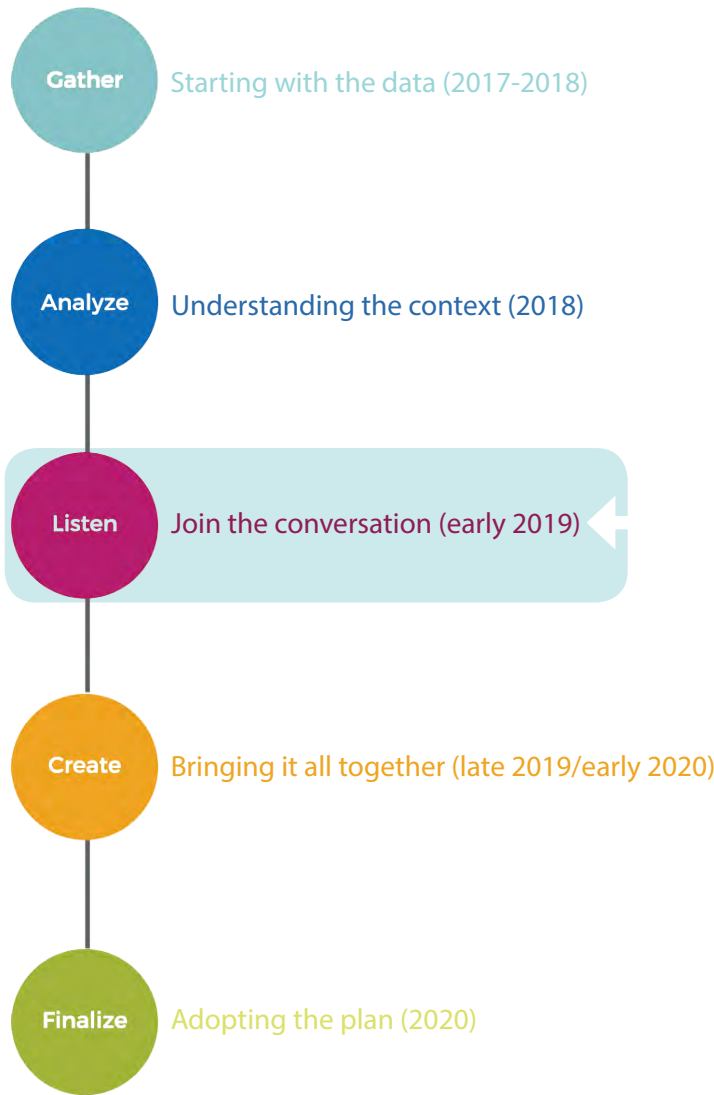 Gather
Starting with the data (2017-2018)
Analyze
Understanding the context (2018)
Listen
Join the conversation (early 2019)
Create
Bringing it all together (late 2019/early 2020)
Finalize
Adopting the plan (2020)